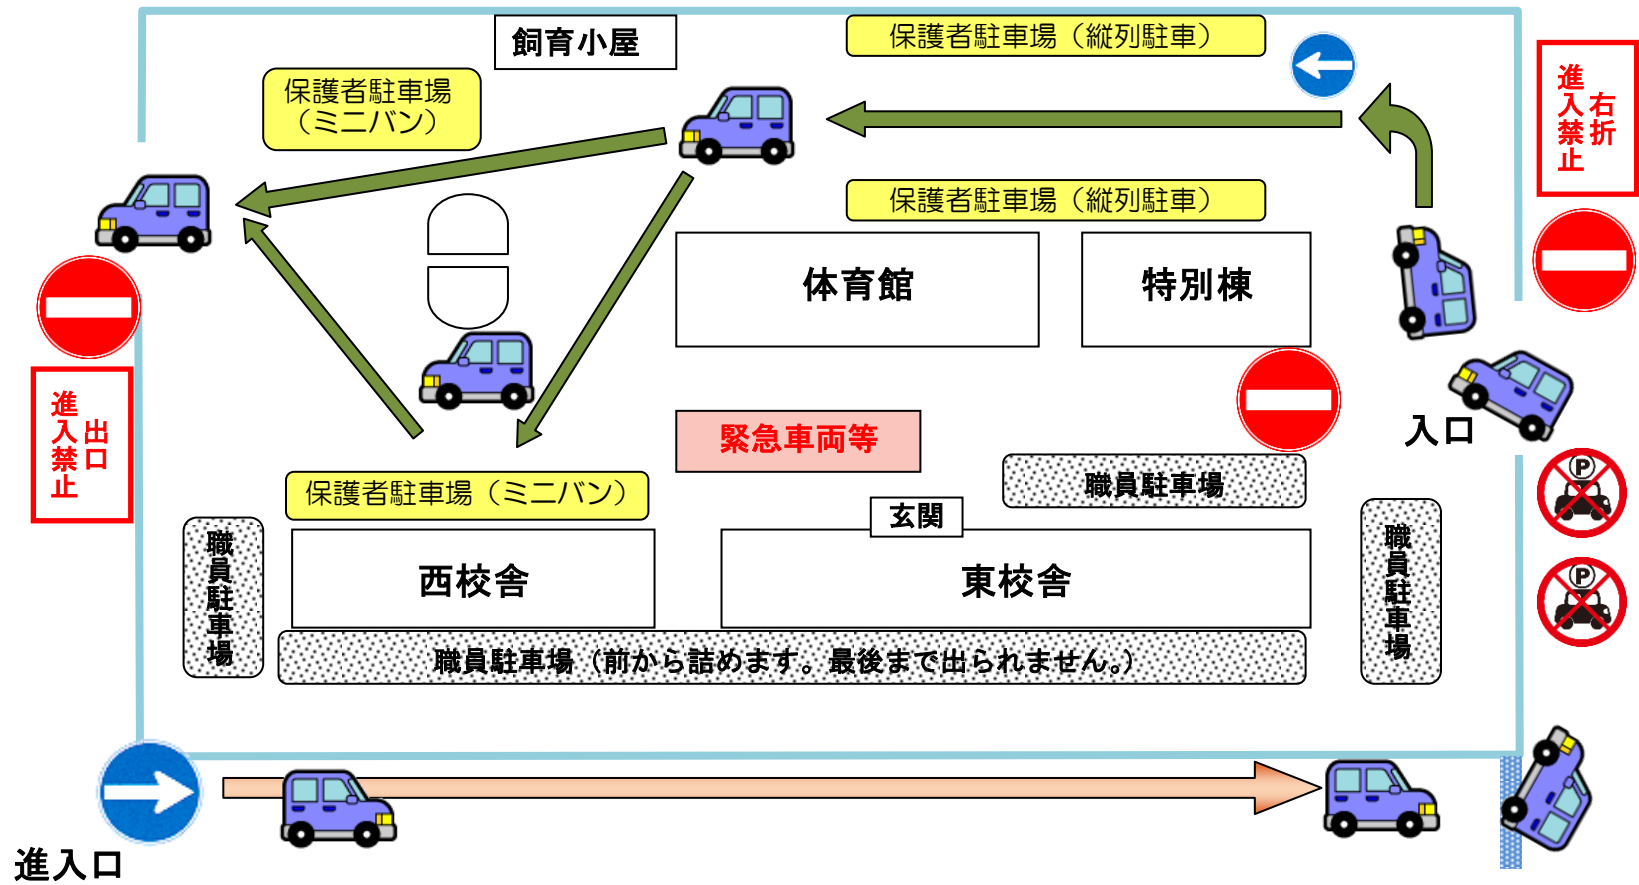 飼育小屋
保護者駐車場（縦列駐車）
保護者駐車場
（ミニバン）
右折
進入禁止
保護者駐車場（縦列駐車）
体育館
特別棟
出口
進入禁止
入口
緊急車両等
職員駐車場
保護者駐車場（ミニバン）
玄関
P
職員駐車場
西校舎
東校舎
職員駐車場
P
職員駐車場（前から詰めます。最後まで出られません。）
進入口